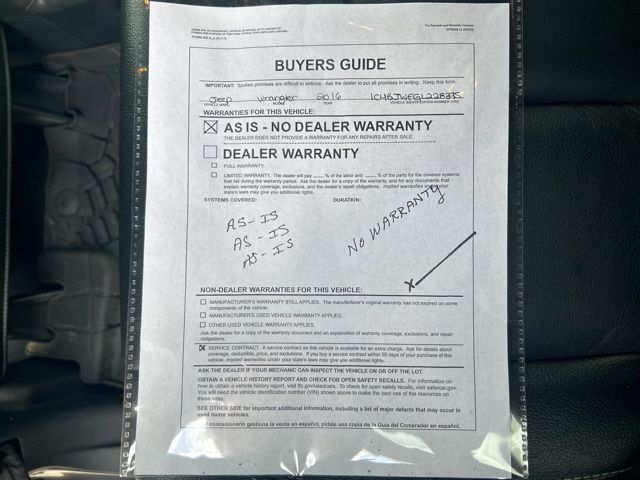 BUYERS GUIDE
IMPORTANT: Spoken promises are difficult to enforce. Ask the dealer to put all promises in writing. Keep this form.
Jeep Wrangler 2016 1C4BJWFGL228375
VEHICLE MAKE MODEL YEAR VEHICLE IDENTIFICATION NUMBER (VIN)
WARRANTIES FOR THIS VEHICLE:
AS IS - NO DEALER WARRANTY
THE DEALER DOES NOT PROVIDE A WARRANTY FOR ANY REPAIRS AFTER SALE.
DEALER WARRANTY
FULL WARRANTY.
LIMITED WARRANTY. The dealer will pay ____% of the labor and ____% of the parts for the covered systems
that fail during the warranty period. Ask the dealer for a copy of the warranty, and for any documents that
explain warranty coverage, exclusions, and the dealer's repair obligations. Implied warranties under your
state's laws may give you additional rights.
SYSTEMS COVERED: DURATION:
AS-IS
AS-IS
AS-IS
NO WARRANTY
X
NON-DEALER WARRANTIES FOR THIS VEHICLE:
MANUFACTURER'S WARRANTY STILL APPLIES. The manufacturer's original warranty has not expired on some
components of the vehicle.
MANUFACTURER'S USED VEHICLE WARRANTY APPLIES.
OTHER USED VEHICLE WARRANTY APPLIES.
Ask the dealer for a copy of the warranty document and an explanation of warranty coverage, exclusions, and repair
obligations.
SERVICE CONTRACT. A service contract on this vehicle is available for an extra charge. Ask for details about
coverage, deductible, price, and exclusions. If you buy a service contract within 90 days of your purchase of this
vehicle, implied warranties under your state's laws may give you additional rights.
ASK THE DEALER IF YOUR MECHANIC CAN INSPECT THE VEHICLE ON OR OFF THE LOT.
OBTAIN A VEHICLE HISTORY REPORT AND CHECK FOR OPEN SAFETY RECALLS. For information on
how to obtain a vehicle history report, visit ftc.gov/usedcars. To check for open safety recalls, visit safercar.gov.
You will need the vehicle identification number (VIN) shown above to make the best use of the resources on
these sites.
SEE OTHER SIDE for important additional information, including a list of major defects that may occur in
used motor vehicles.
concesionario gestiona la venta en español, pídale una copia de la Guía del Comprador en español.